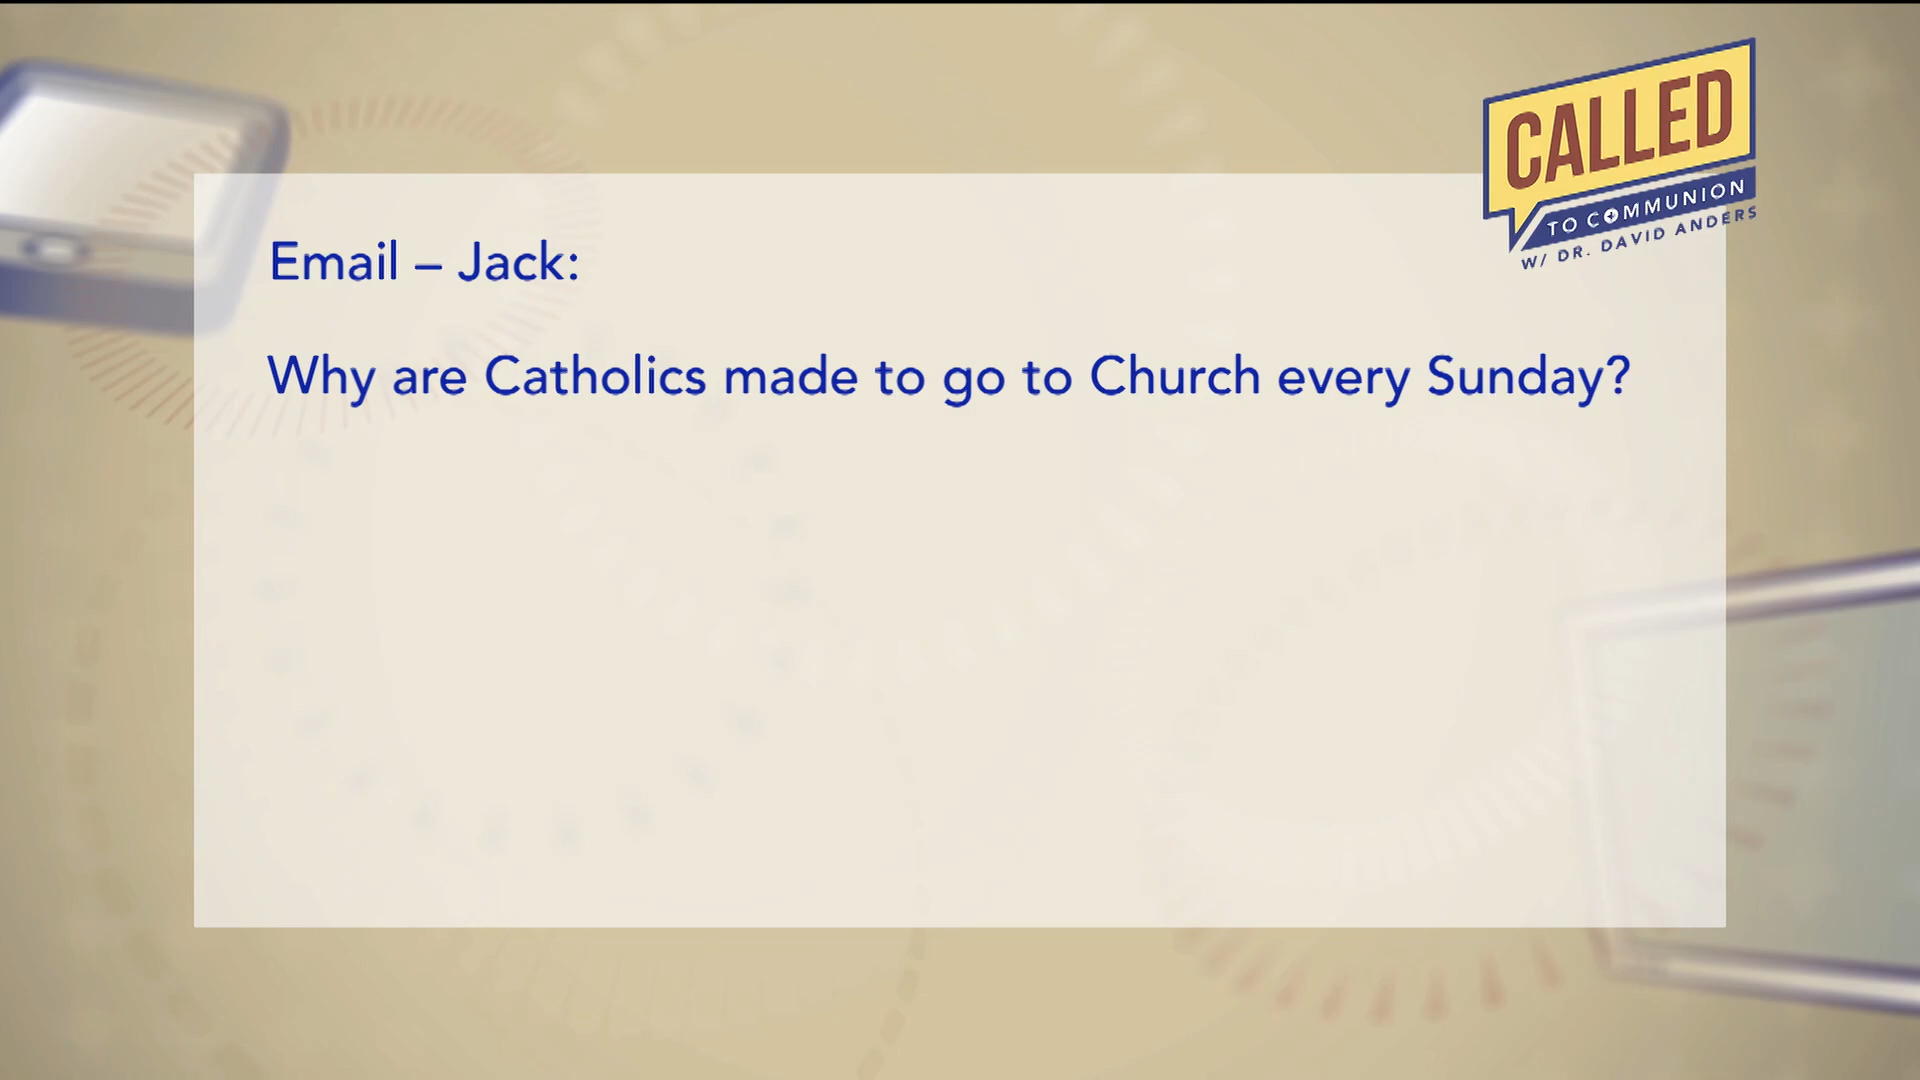 CALLED
TO COMMUNION
W/ DR. DAVID ANDERS
Email – Jack:
Why are Catholics made to go to Church every Sunday?